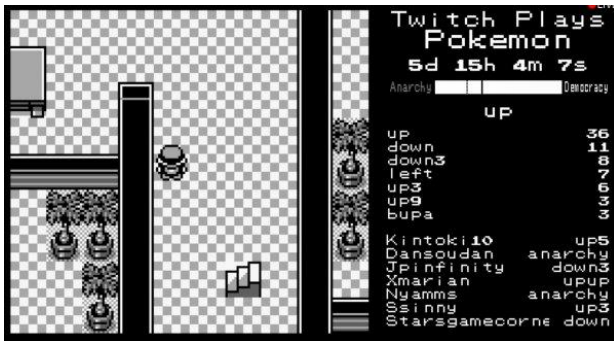 Twitch Plays
Pokemon
5d 15h 4m 7s
Anarchy Democracy
up
up 36
down 11
down3 8
left 7
up3 6
up9 3
bupa 3
Kintoki10 up5
Dansoudan anarchy
Jpinfinity down3
Xmarian upup
Nyamms anarchy
Ssinny up3
Starsgamecorne down